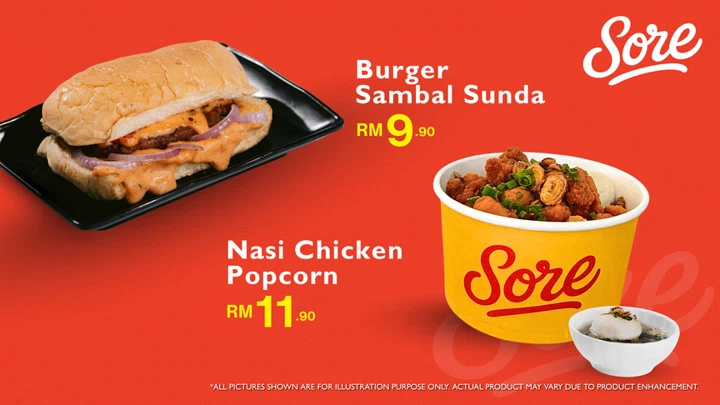 Sore
Burger
Sambal Sunda
RM 9.90
Nasi Chicken
Popcorn
RM 11.90
Sore
*ALL PICTURES SHOWN ARE FOR ILLUSTRATION PURPOSE ONLY. ACTUAL PRODUCT MAY VARY DUE TO PRODUCT ENHANCEMENT.